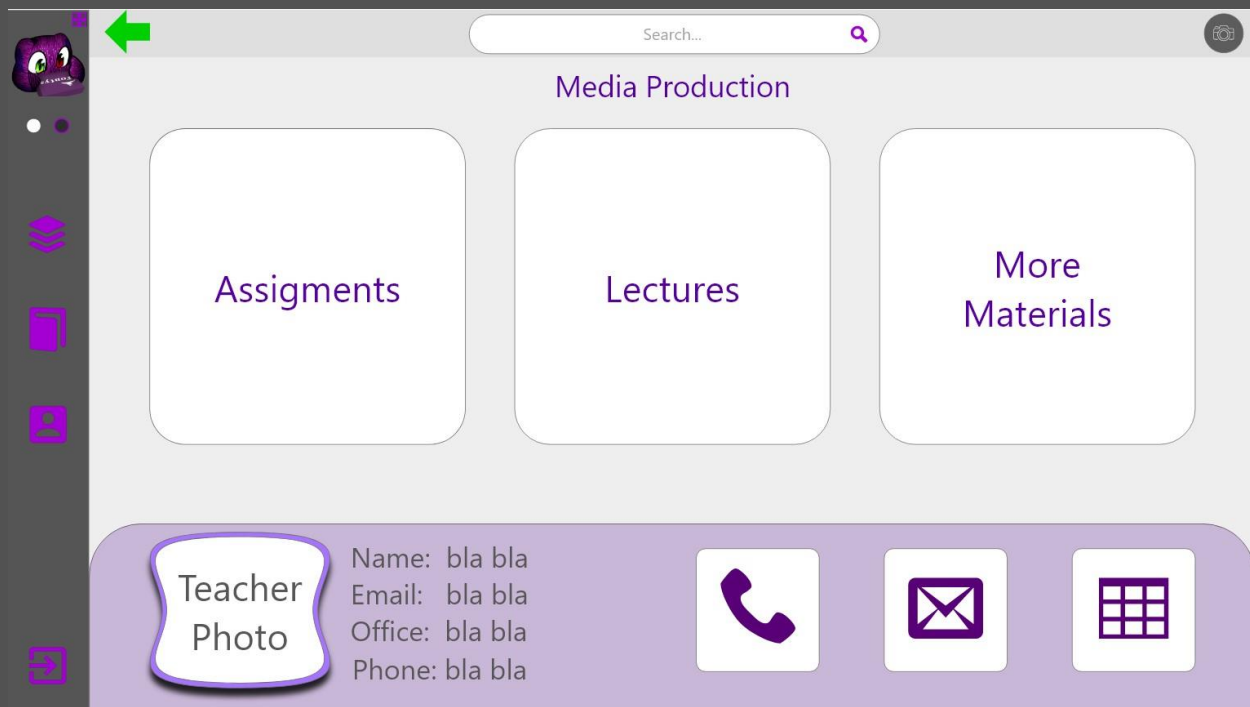 Search...
Media Production
Assigments
Lectures
More
Materials
Teacher
Photo
Name: bla bla
Email: bla bla
Office: bla bla
Phone: bla bla